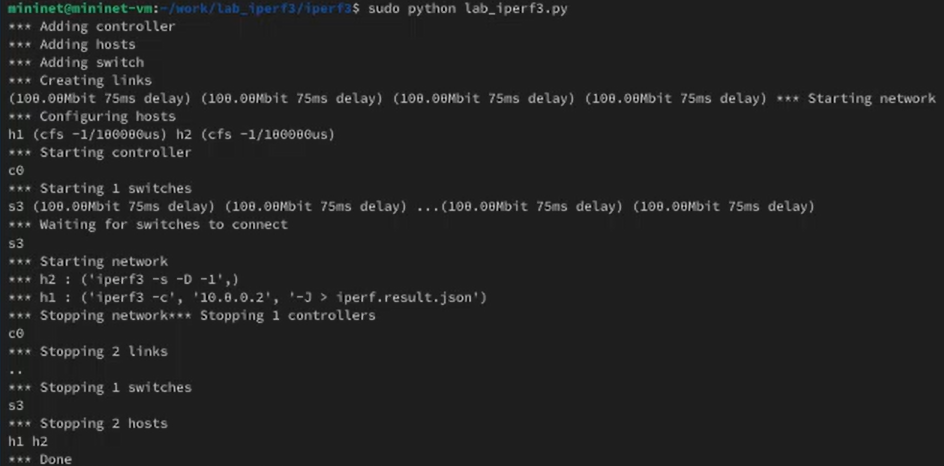 mininet@mininet-vm:~/work/lab_iperf3/iperf3$ sudo python lab_iperf3.py
*** Adding controller
*** Adding hosts
*** Adding switch
*** Creating links
(100.00Mbit 75ms delay) (100.00Mbit 75ms delay) (100.00Mbit 75ms delay) (100.00Mbit 75ms delay) *** Starting network
*** Configuring hosts
h1 (cfs -1/100000us) h2 (cfs -1/100000us)
*** Starting controller
c0
*** Starting 1 switches
s3 (100.00Mbit 75ms delay) (100.00Mbit 75ms delay) ...(100.00Mbit 75ms delay) (100.00Mbit 75ms delay)
*** Waiting for switches to connect
s3
*** Starting network
*** h2 : ('iperf3 -s -D -1',)
*** h1 : ('iperf3 -c', '10.0.0.2', '-J > iperf.result.json')
*** Stopping network*** Stopping 1 controllers
c0
*** Stopping 2 links
..
*** Stopping 1 switches
s3
*** Stopping 2 hosts
h1 h2
*** Done